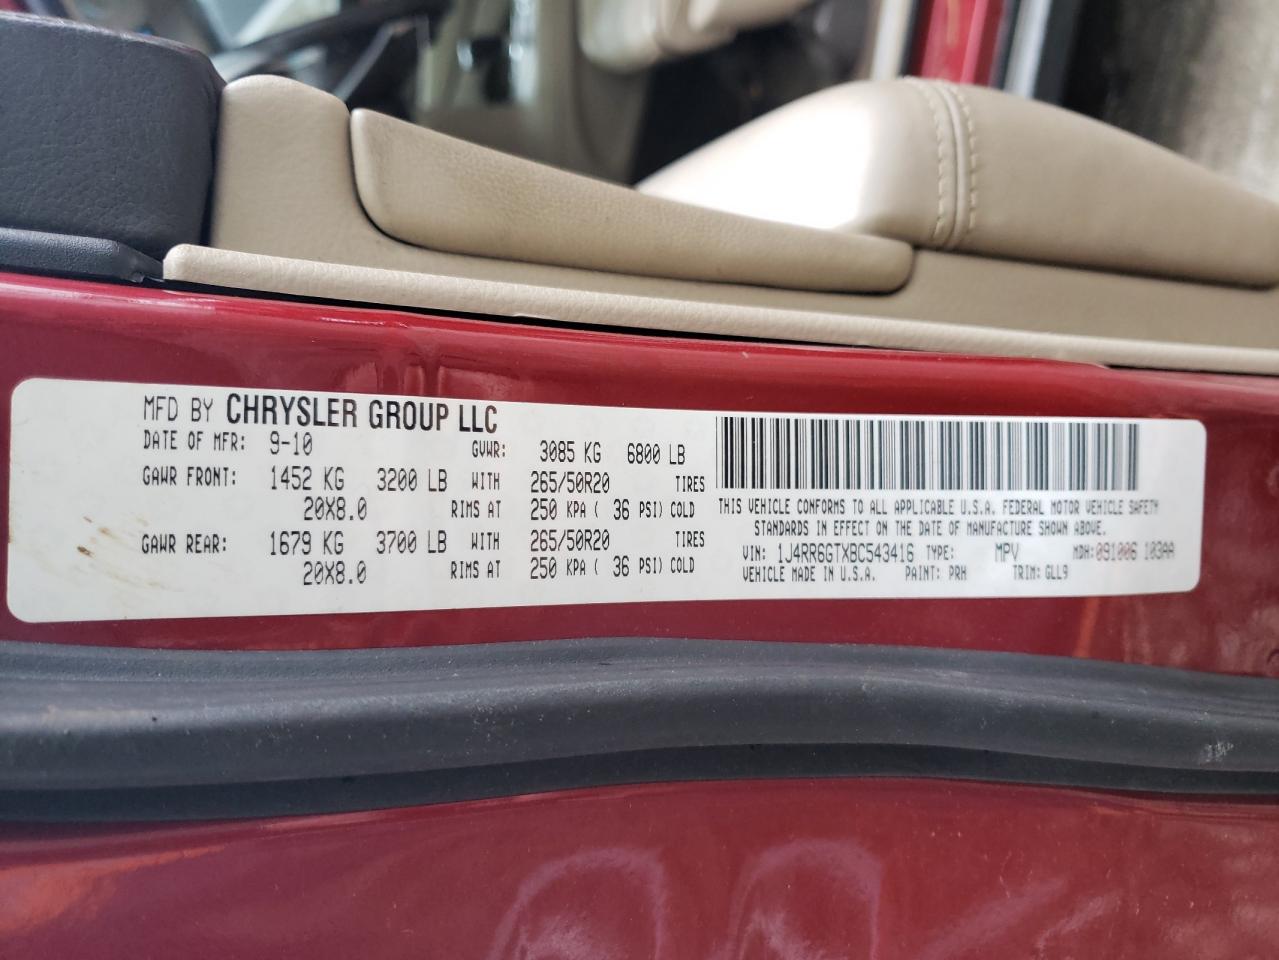 MFD BY CHRYSLER GROUP LLC
DATE OF MFR: 9-10 GVWR: 3085 KG 6800 LB
GAWR FRONT: 1452 KG 3200 LB WITH 265/50R20 TIRES
20X8.0 RIMS AT 250 KPA ( 36 PSI) COLD
GAWR REAR: 1679 KG 3700 LB WITH 265/50R20 TIRES
20X8.0 RIMS AT 250 KPA ( 36 PSI) COLD
THIS VEHICLE CONFORMS TO ALL APPLICABLE U.S.A. FEDERAL MOTOR VEHICLE SAFETY
STANDARDS IN EFFECT ON THE DATE OF MANUFACTURE SHOWN ABOVE.
VIN: 1J4RR6GTXBC543416 TYPE: MPV MDH:091006 103AA
VEHICLE MADE IN U.S.A. PAINT: PRH TRIM: GLL9